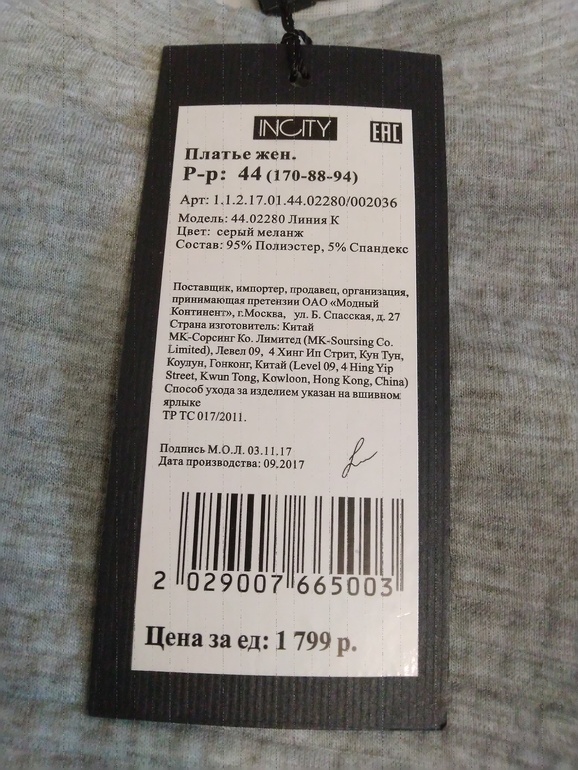 INCITY
EAC
Платье жен.
Р-р: 44 (170-88-94)
Арт: 1.1.2.17.01.44.02280/002036
Модель: 44.02280 Линия К
Цвет: серый меланж
Состав: 95% Полиэстер, 5% Спандекс
Поставщик, импортер, продавец, организация,
принимающая претензии ОАО «Модный
Континент», г.Москва, ул. Б. Спасская, д. 27
Страна изготовитель: Китай
МК-Сорсинг Ко. Лимитед (MK-Soursing Co.
Limited), Левел 09, 4 Хинг Ип Стрит, Кун Тун,
Коулун, Гонконг, Китай (Level 09, 4 Hing Yip
Street, Kwun Tong, Kowloon, Hong Kong, China)
Способ ухода за изделием указан на вшивном
ярлыке
ТР ТС 017/2011.
Подпись М.О.Л. 03.11.17
Дата производства: 09.2017
2 029007 665003
Цена за ед: 1 799 р.